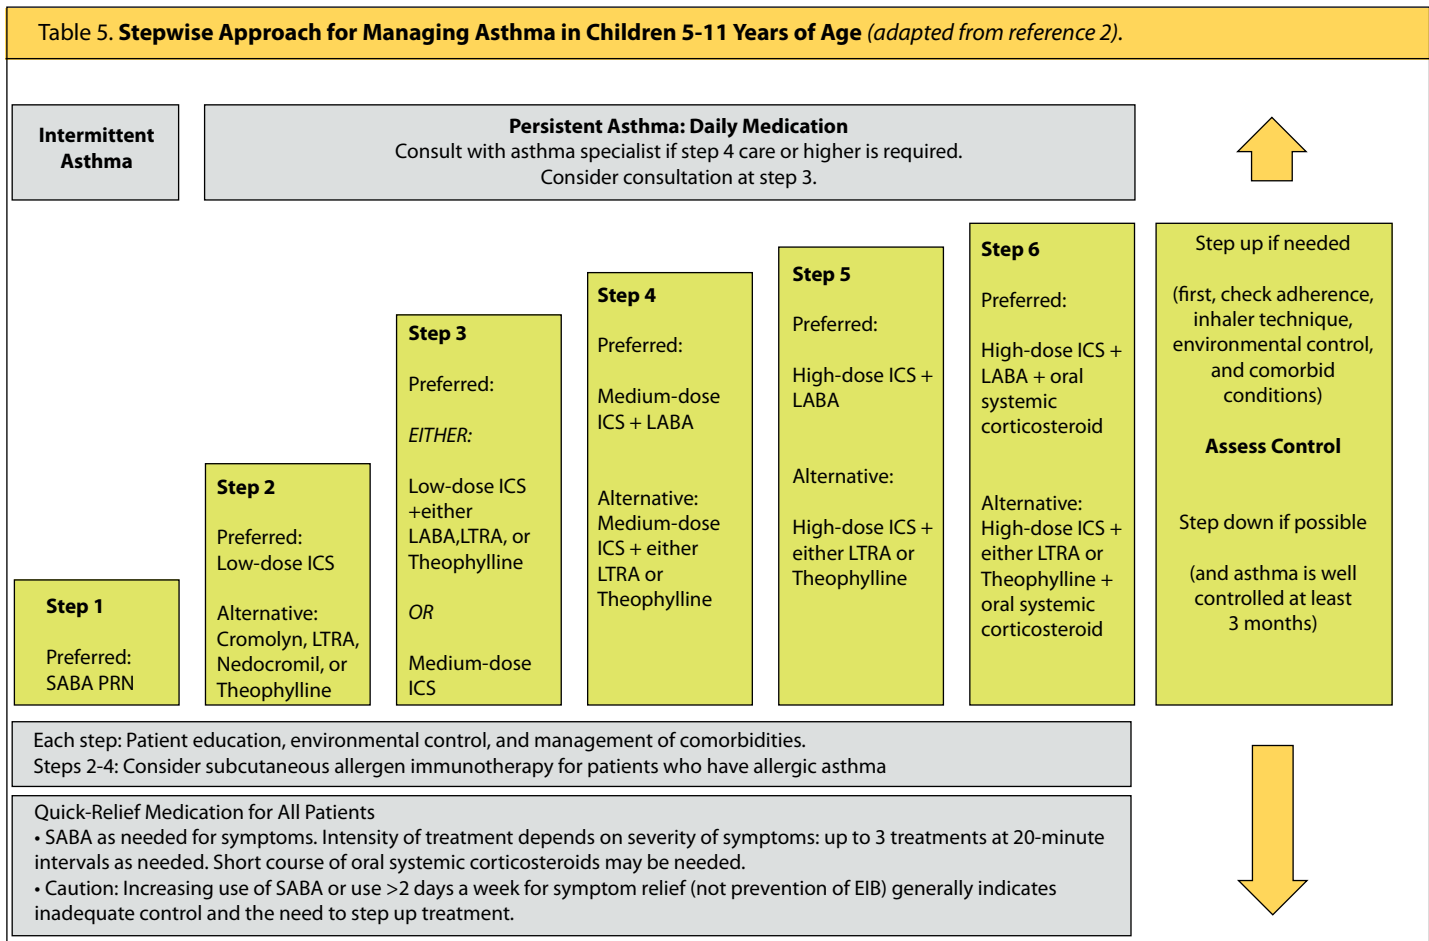 Table 5. Stepwise Approach for Managing Asthma in Children 5-11 Years of Age (adapted from reference 2).
Intermittent
Asthma
Persistent Asthma: Daily Medication
Consult with asthma specialist if step 4 care or higher is required.
Consider consultation at step 3.
Step 1
Preferred:
SABA PRN
Step 2
Preferred:
Low-dose ICS
Alternative:
Cromolyn, LTRA,
Nedocromil, or
Theophylline
Step 3
Preferred:
EITHER:
Low-dose ICS
+either
LABA,LTRA, or
Theophylline
OR
Medium-dose
ICS
Step 4
Preferred:
Medium-dose
ICS + LABA
Alternative:
Medium-dose
ICS + either
LTRA or
Theophylline
Step 5
Preferred:
High-dose ICS +
LABA
Alternative:
High-dose ICS +
either LTRA or
Theophylline
Step 6
Preferred:
High-dose ICS +
LABA + oral
systemic
corticosteroid
Alternative:
High-dose ICS +
either LTRA or
Theophylline +
oral systemic
corticosteroid
Step up if needed
(first, check adherence,
inhaler technique,
environmental control,
and comorbid
conditions)
Assess Control
Step down if possible
(and asthma is well
controlled at least
3 months)
Each step: Patient education, environmental control, and management of comorbidities.
Steps 2-4: Consider subcutaneous allergen immunotherapy for patients who have allergic asthma
Quick-Relief Medication for All Patients
• SABA as needed for symptoms. Intensity of treatment depends on severity of symptoms: up to 3 treatments at 20-minute
intervals as needed. Short course of oral systemic corticosteroids may be needed.
• Caution: Increasing use of SABA or use >2 days a week for symptom relief (not prevention of EIB) generally indicates
inadequate control and the need to step up treatment.